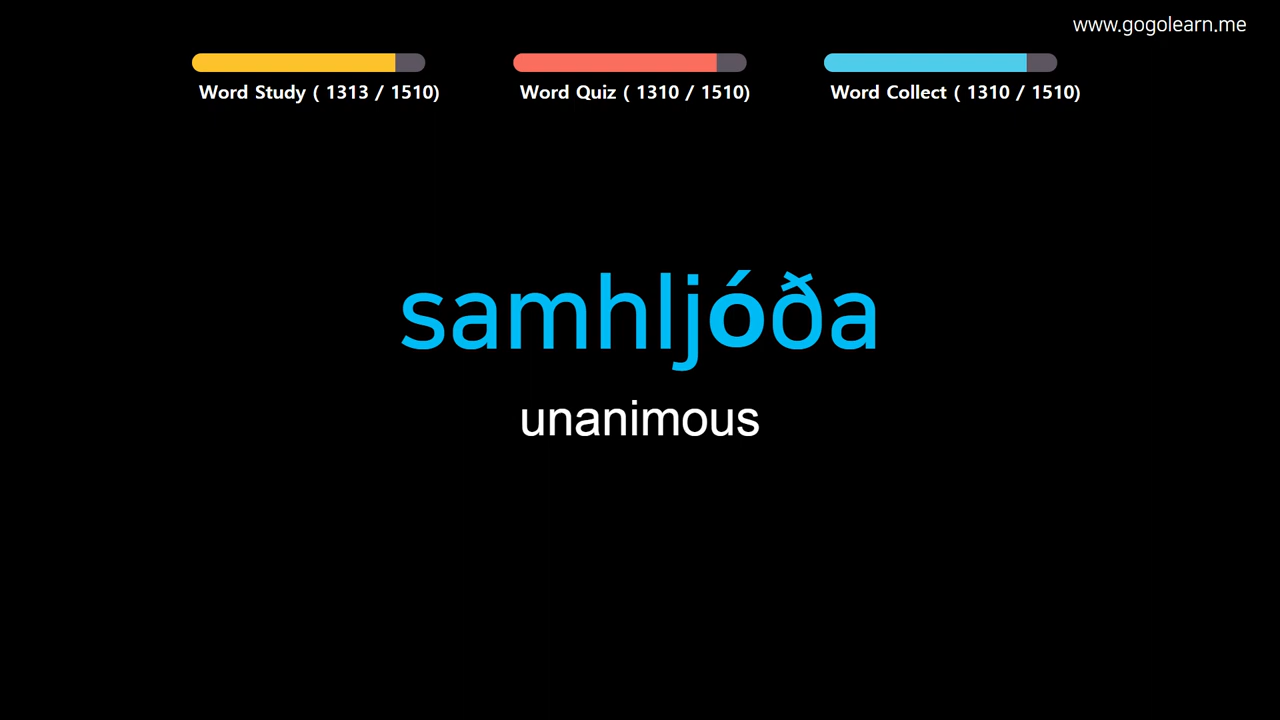 www.gogolearn.me
Word Study ( 1313 / 1510)
Word Quiz ( 1310 / 1510)
Word Collect ( 1310 / 1510)
samhljóða
unanimous